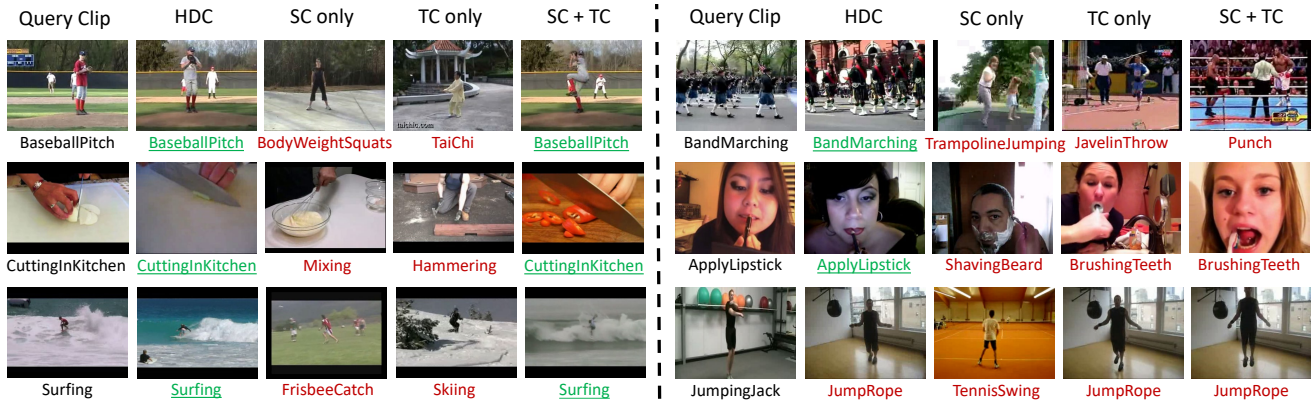 Query Clip HDC SC only TC only SC + TC
taichic.com
BaseballPitch BaseballPitch BodyWeightSquats TaiChi BaseballPitch
CuttingInKitchen CuttingInKitchen Mixing Hammering CuttingInKitchen
Surfing Surfing FrisbeeCatch Skiing Surfing
Query Clip HDC SC only TC only SC + TC
BandMarching BandMarching TrampolineJumping JavelinThrow Punch
ApplyLipstick ApplyLipstick ShavingBeard BrushingTeeth BrushingTeeth
JumpingJack JumpRope TennisSwing JumpRope JumpRope